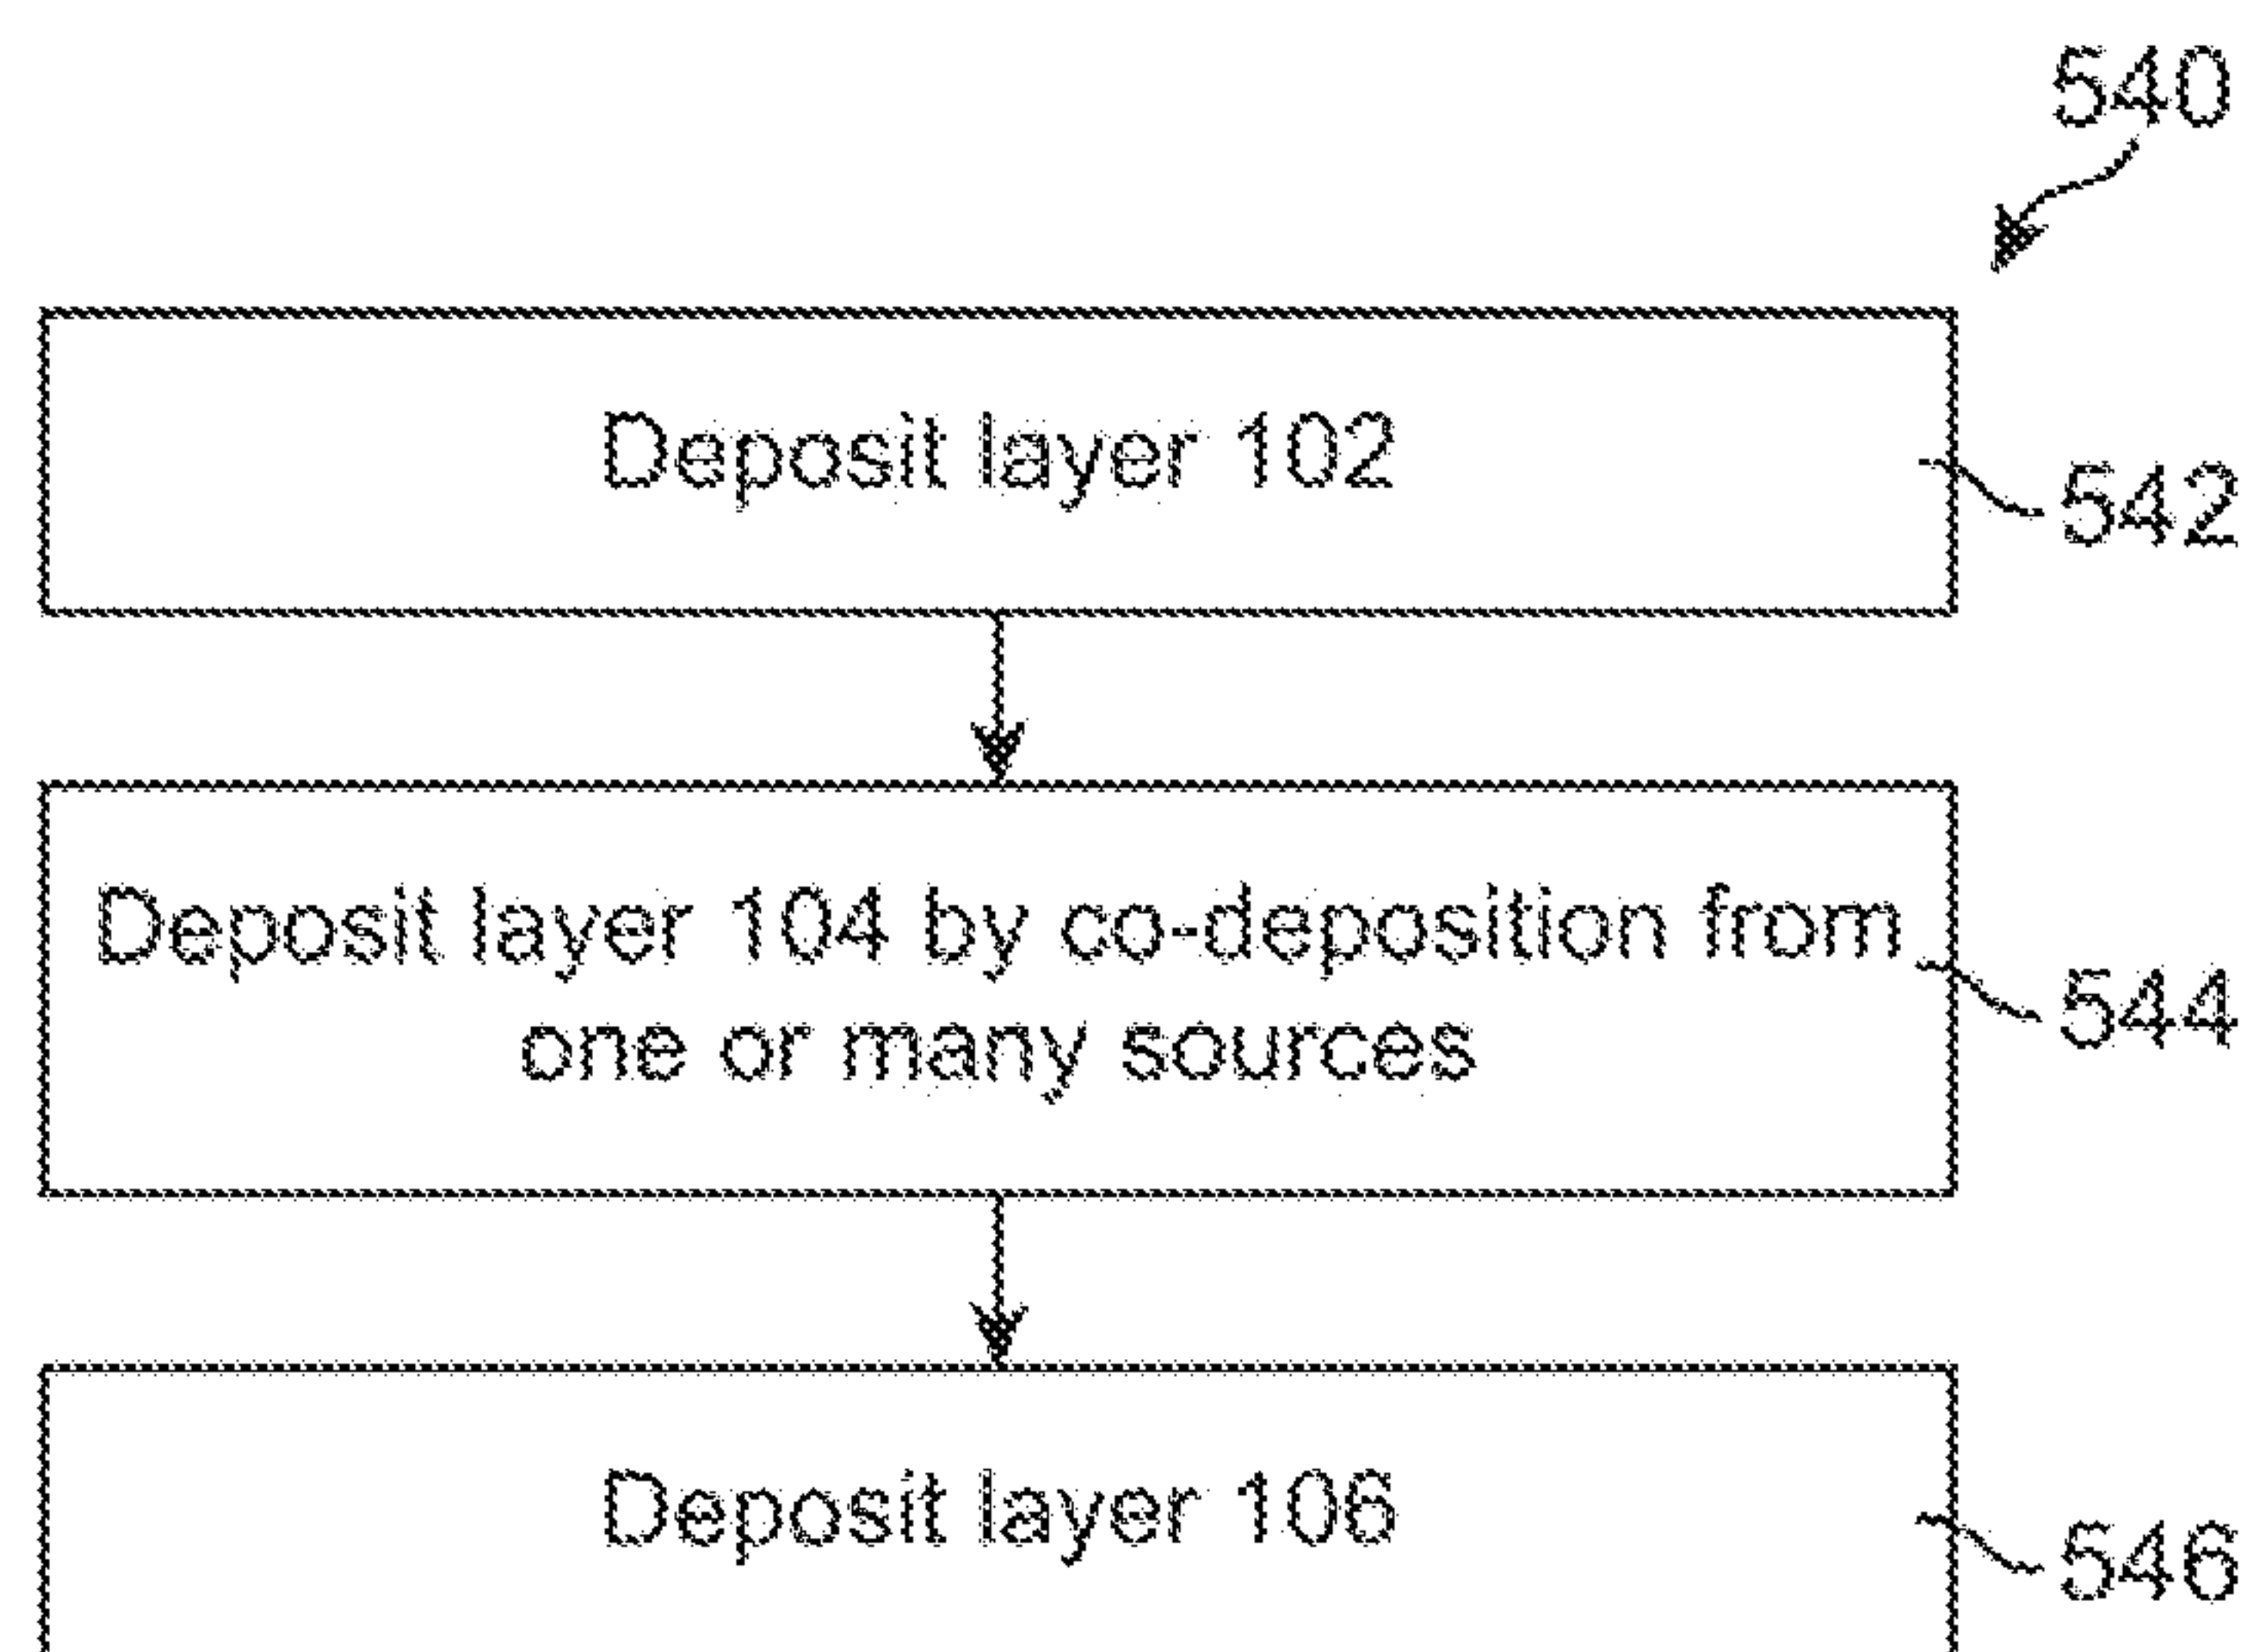 540
Deposit layer 102
542
Deposit layer 104 by co-deposition from
one or many sources
544
Deposit layer 106
546